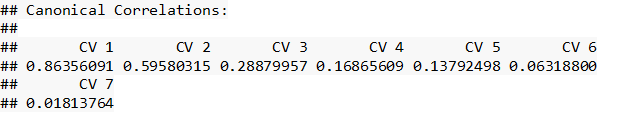 ## Canonical Correlations:
##
##       CV 1       CV 2       CV 3       CV 4       CV 5       CV 6
## 0.86356091 0.59580315 0.28879957 0.16865609 0.13792498 0.06318800
##       CV 7
## 0.01813764